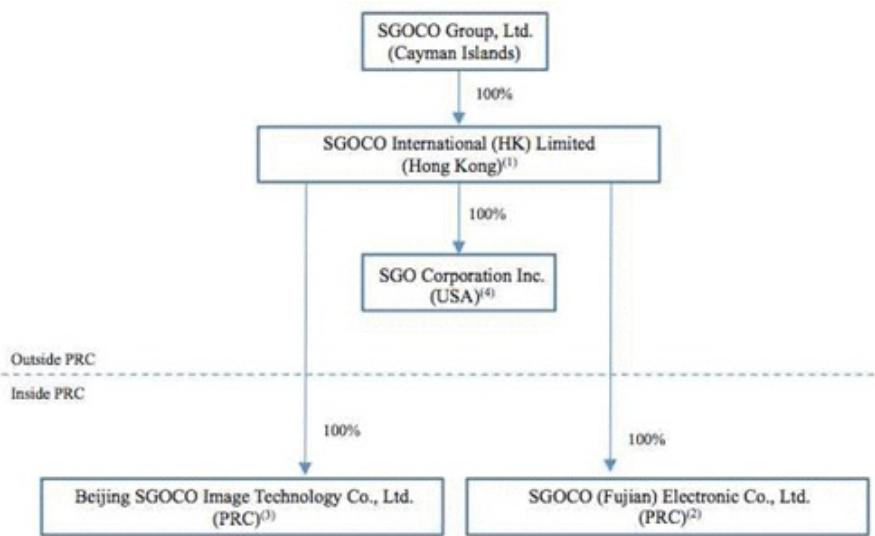 SGOCO Group, Ltd.
(Cayman Islands)
100%
SGOCO International (HK) Limited
(Hong Kong)(1)
100%
SGO Corporation Inc.
(USA)(4)
Outside PRC
Inside PRC
100%
100%
Beijing SGOCO Image Technology Co., Ltd.
(PRC)(3)
SGOCO (Fujian) Electronic Co., Ltd.
(PRC)(2)